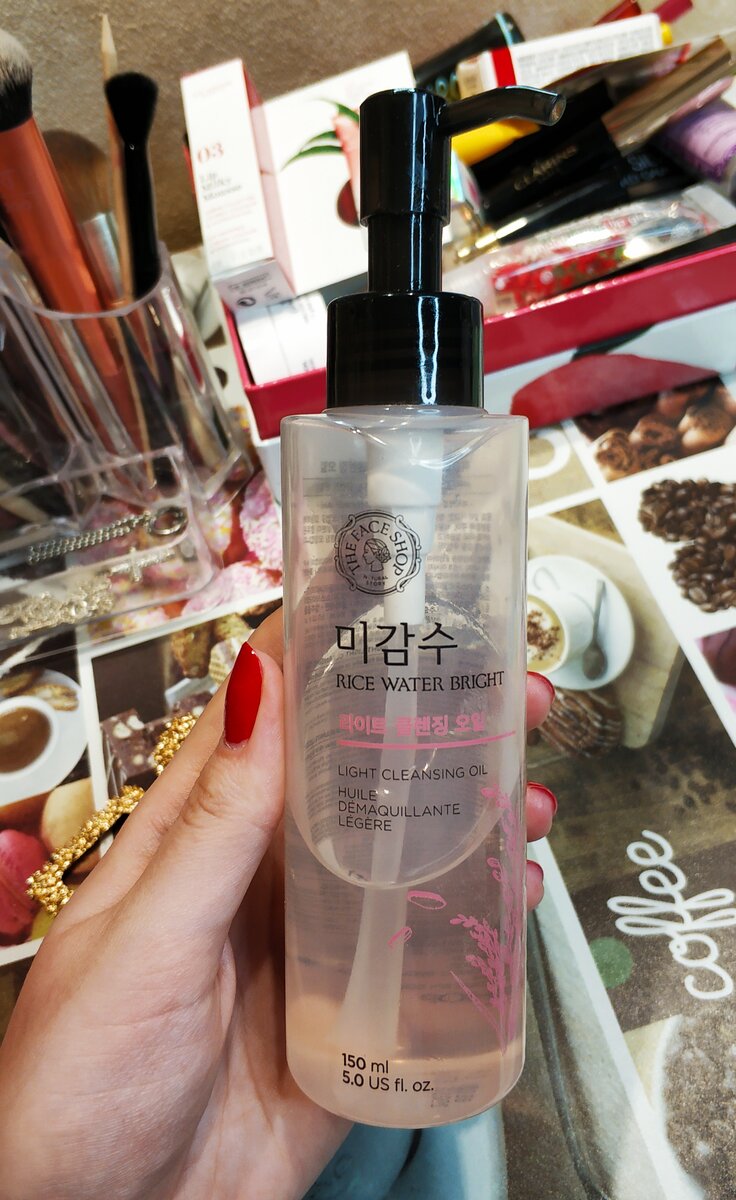 03
CLARINS
THE FACE SHOP
NATURAL
STORY
미감수
RICE WATER BRIGHT
라이트 클렌징 오일
LIGHT CLEANSING OIL
HUILE
DÉMAQUILLANTE
LÉGÈRE
150 ml
5.0 US fl. oz.
coffee